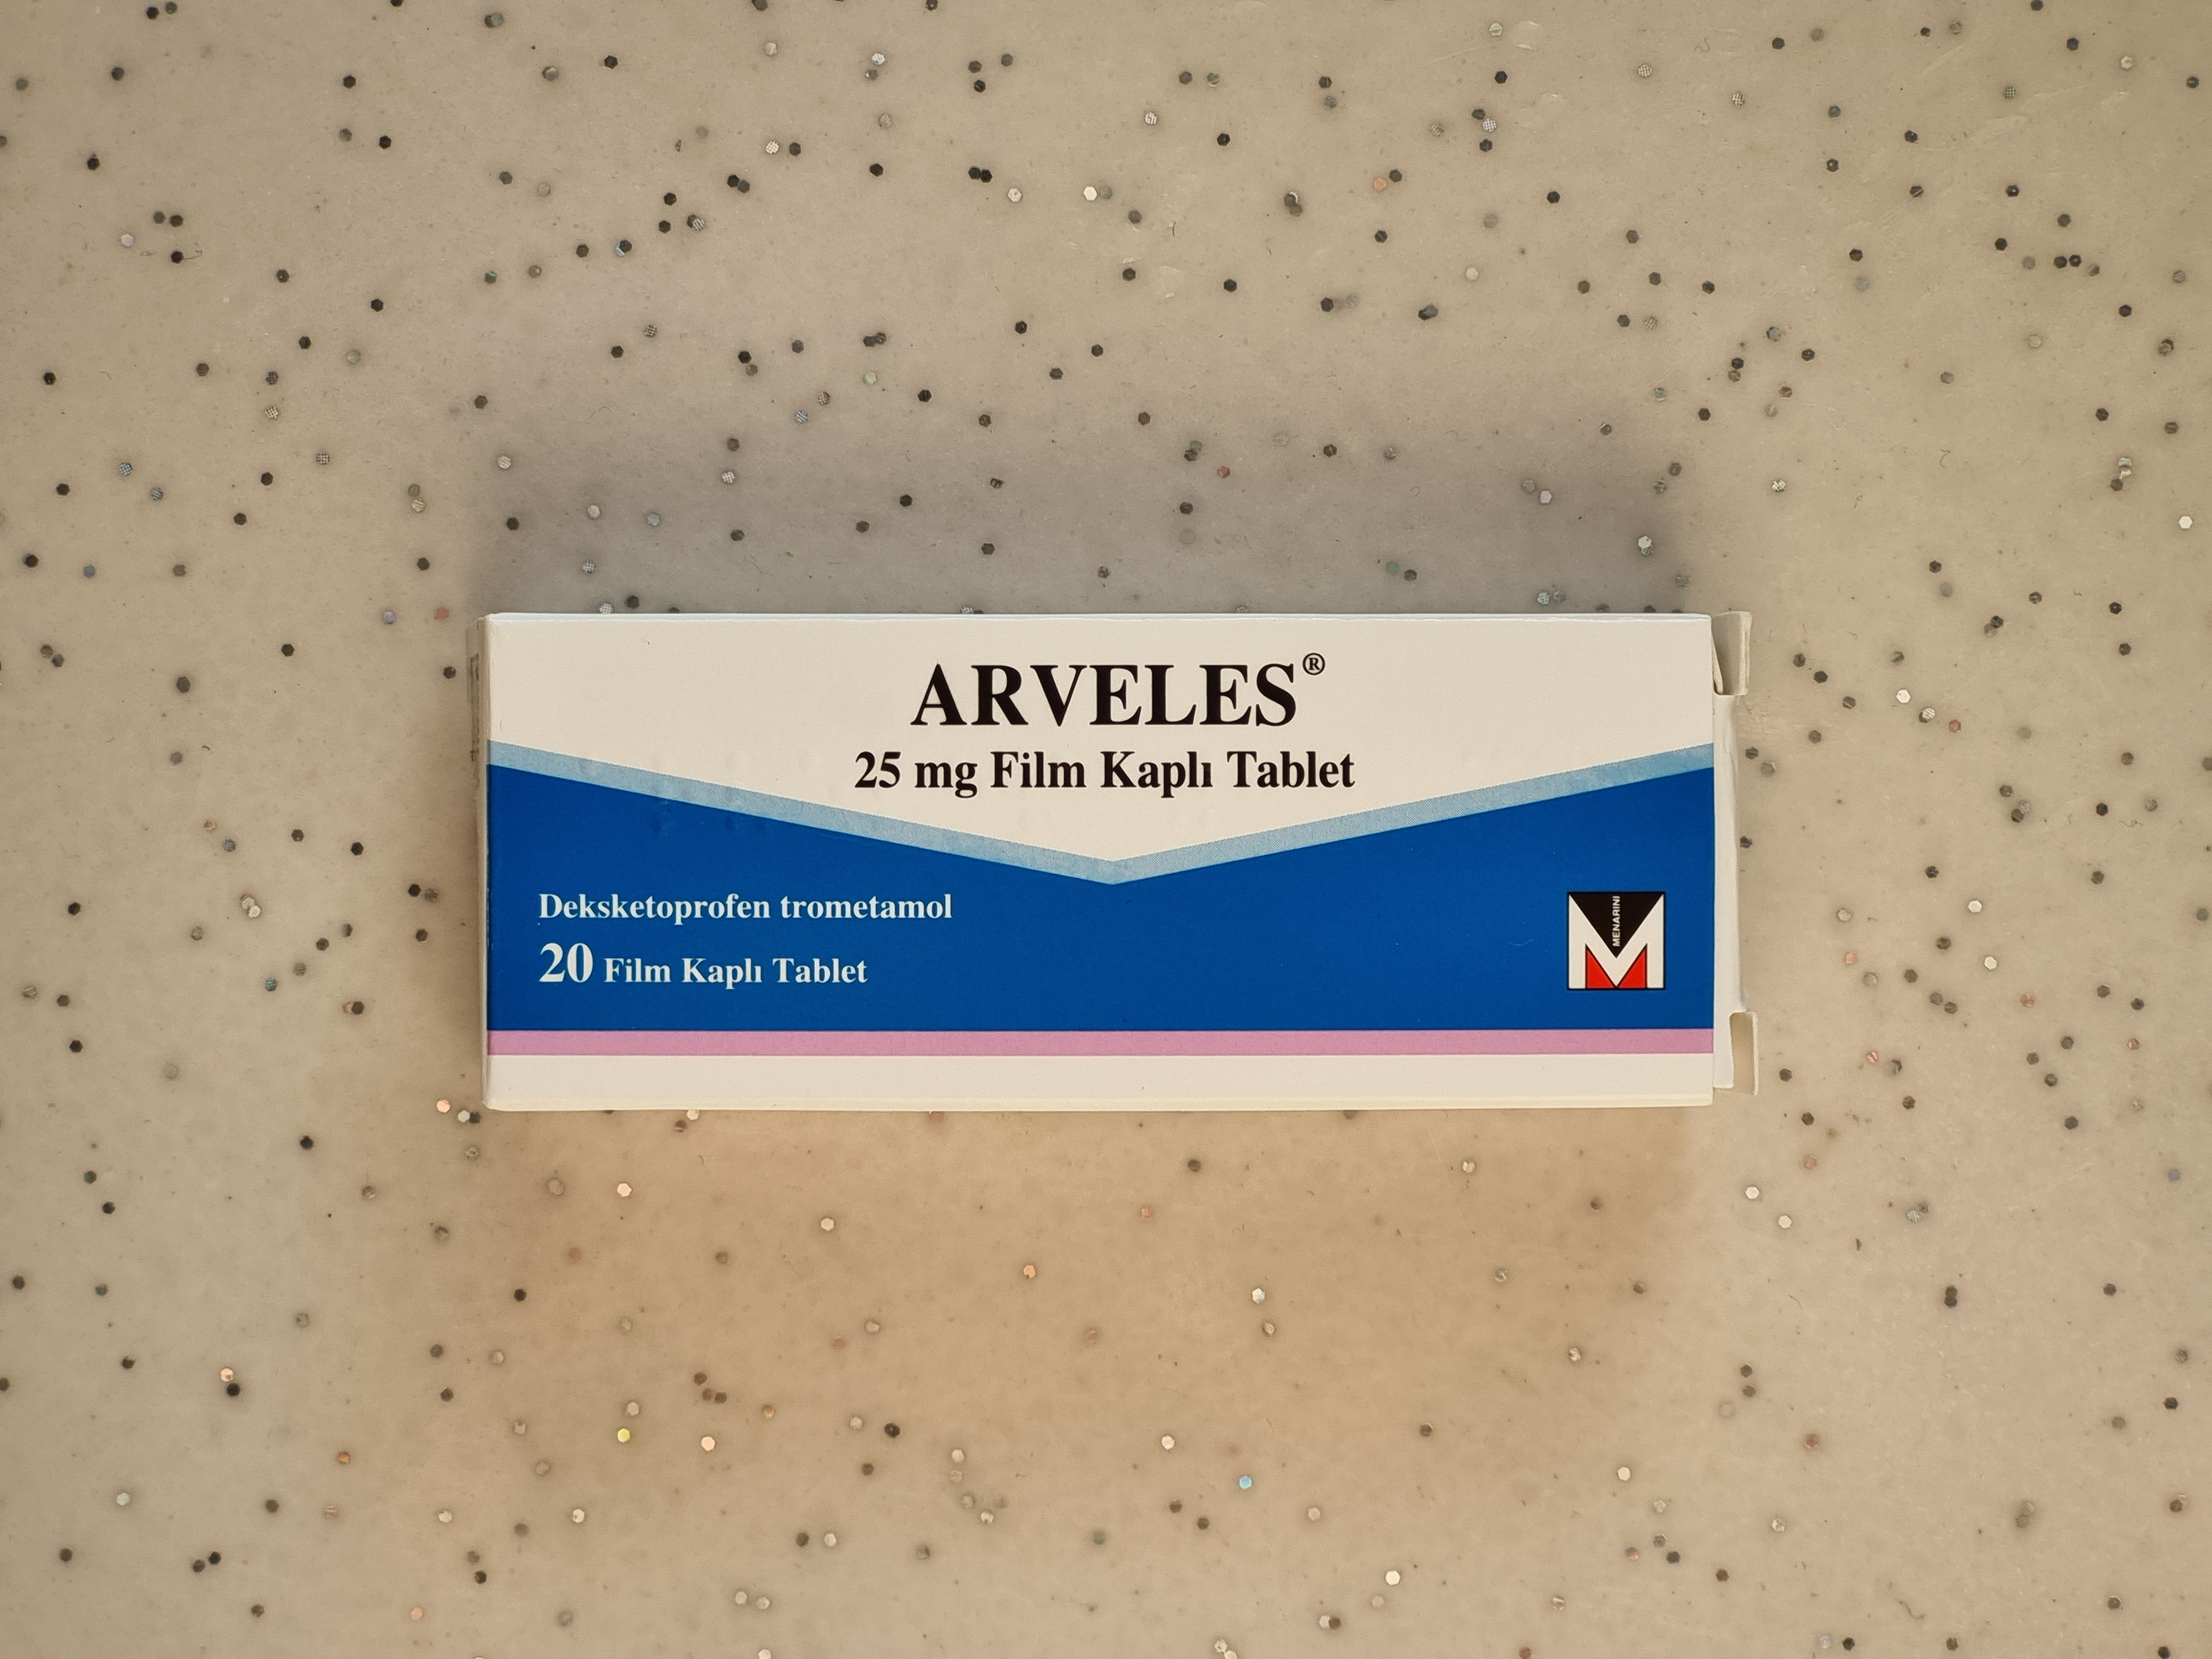 ARVELES®
25 mg Film Kaplı Tablet
Deksketoprofen trometamol
20 Film Kaplı Tablet
MENARINI